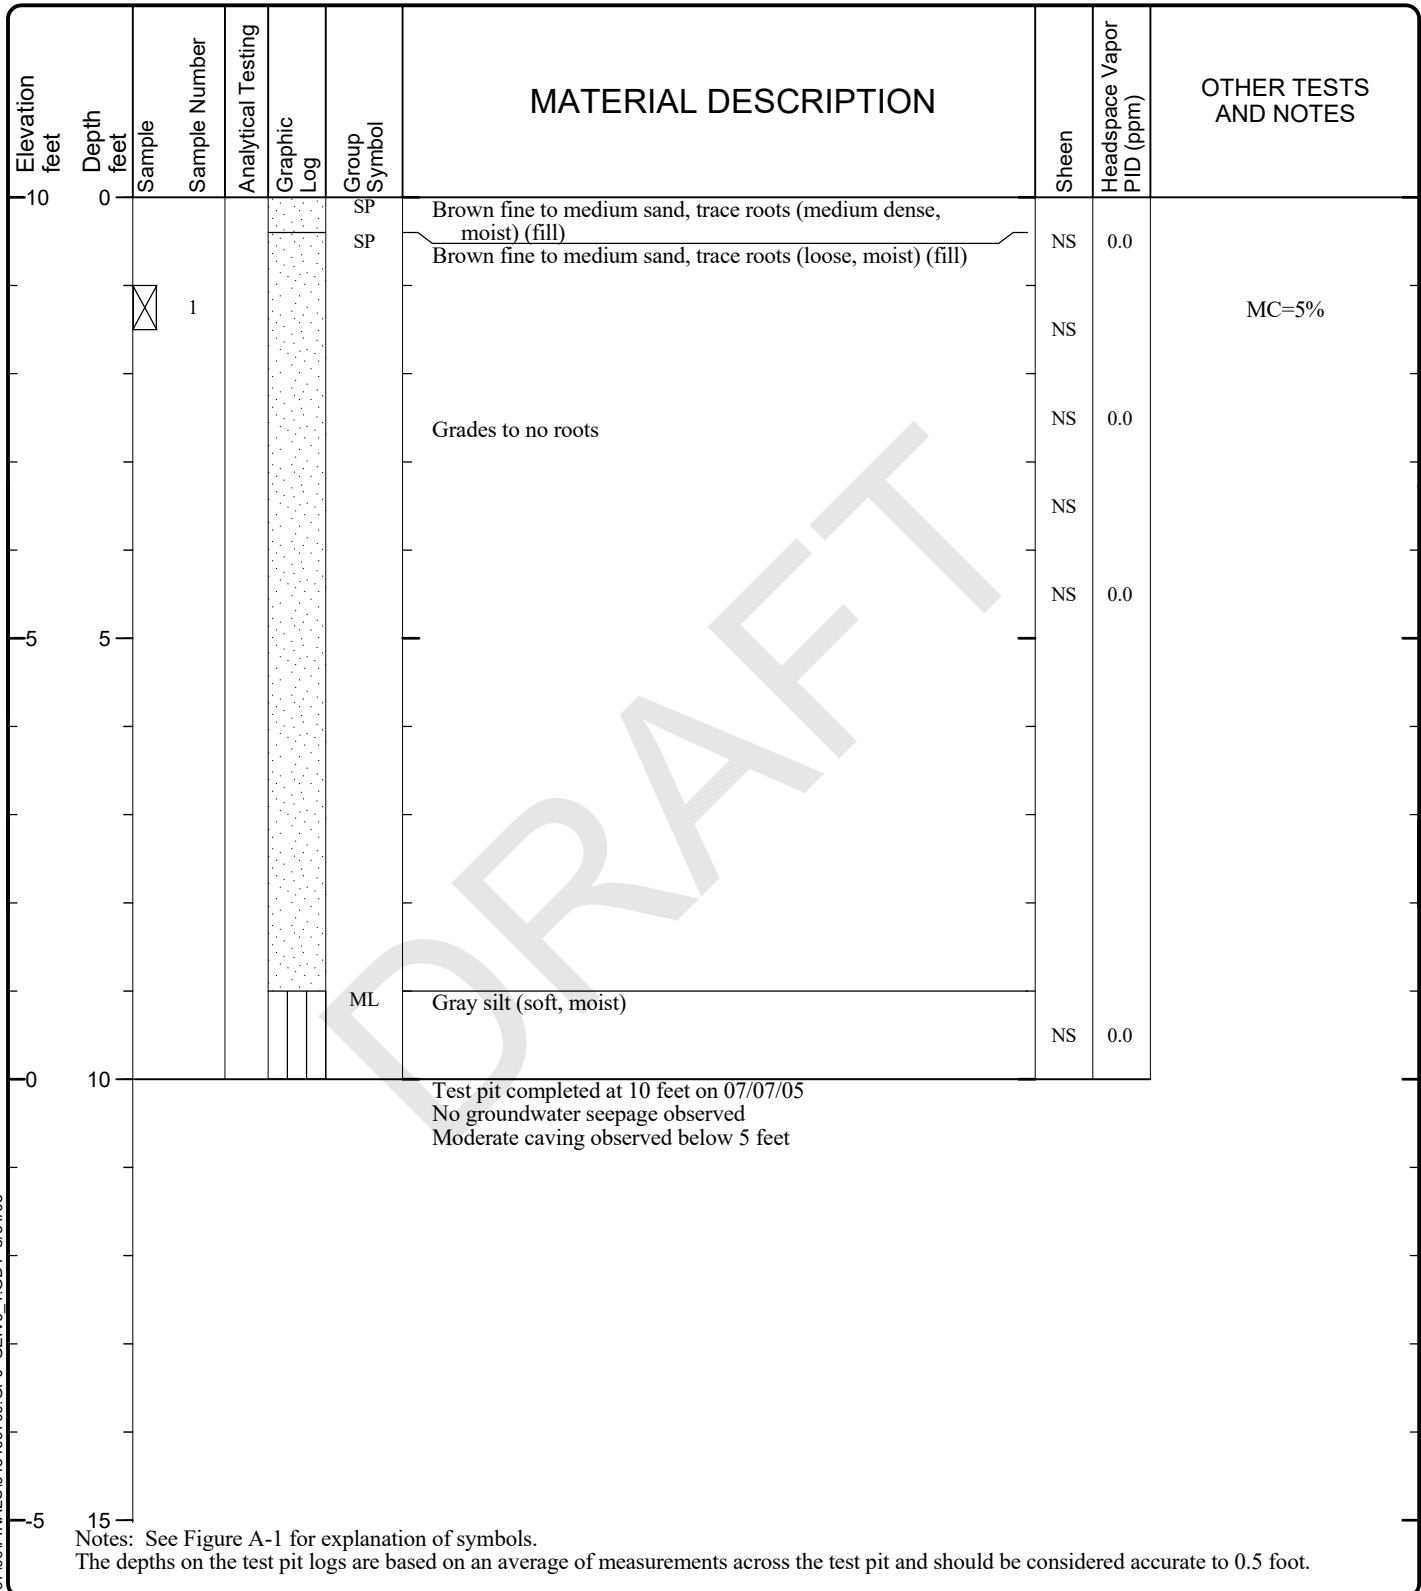 Elevation
feet
Depth
feet
Sample
Sample Number
Analytical Testing
Graphic
Log
Group
Symbol
MATERIAL DESCRIPTION
Sheen
Headspace Vapor
PID (ppm)
OTHER TESTS
AND NOTES
10
0
SP
Brown fine to medium sand, trace roots (medium dense,
moist) (fill)
SP
NS
0.0
Brown fine to medium sand, trace roots (loose, moist) (fill)
1
MC=5%
NS
Grades to no roots
NS
0.0
NS
NS
0.0
5
5
ML
Gray silt (soft, moist)
NS
0.0
0
10
Test pit completed at 10 feet on 07/07/05
No groundwater seepage observed
Moderate caving observed below 5 feet
-5
15
Notes: See Figure A-1 for explanation of symbols.
The depths on the test pit logs are based on an average of measurements across the test pit and should be considered accurate to 0.5 foot.
DRAFT